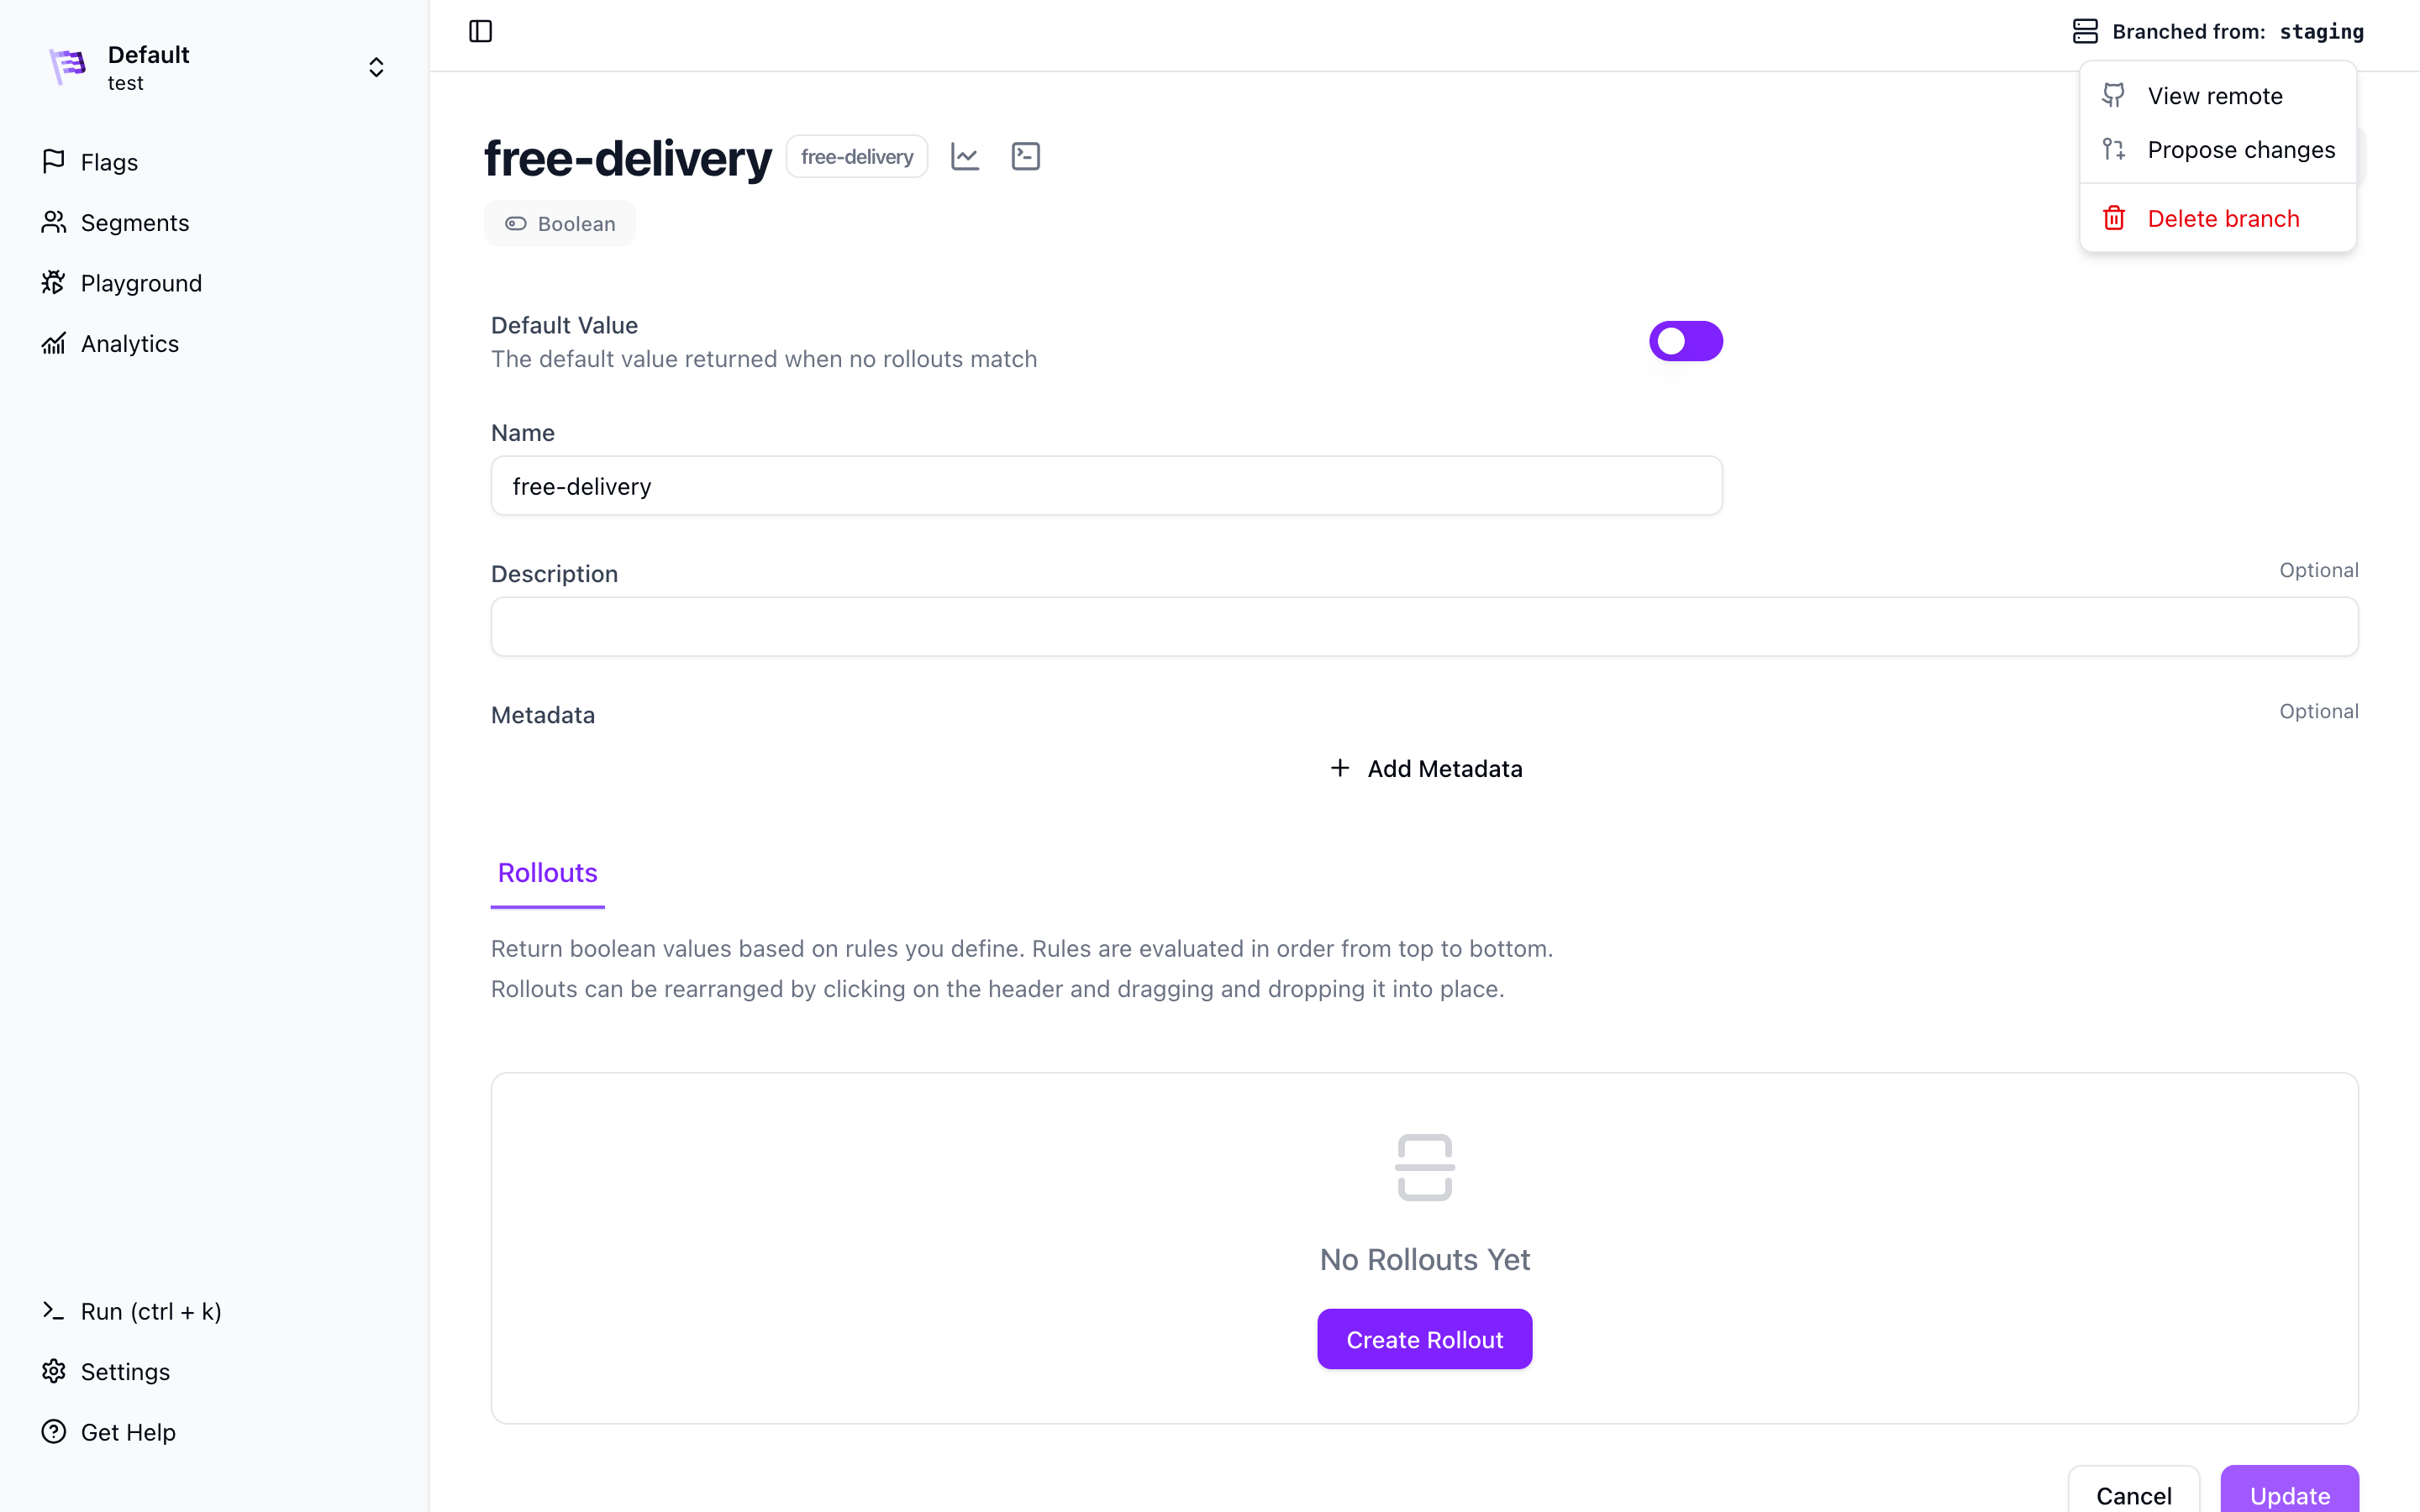 Default
test
Flags
Segments
Playground
Analytics
Run (ctrl + k)
Settings
Get Help
Branched from: staging
View remote
Propose changes
Delete branch
free-delivery
free-delivery
Boolean
Default Value
The default value returned when no rollouts match
Name
free-delivery
Description
Optional
Metadata
Optional
Add Metadata
Rollouts
Return boolean values based on rules you define. Rules are evaluated in order from top to bottom.
Rollouts can be rearranged by clicking on the header and dragging and dropping it into place.
No Rollouts Yet
Create Rollout
Cancel
Update